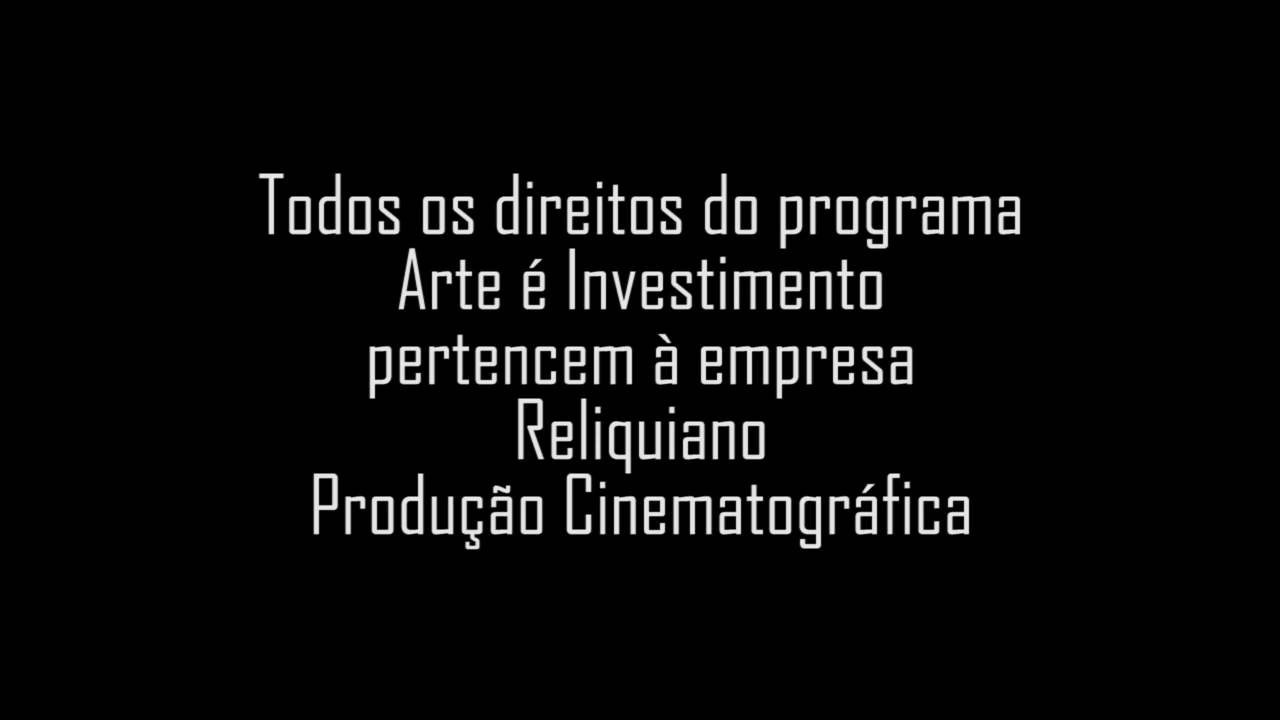 Todos os direitos do programa
Arte é Investimento
pertencem à empresa
Reliquiano
Produção Cinematográfica